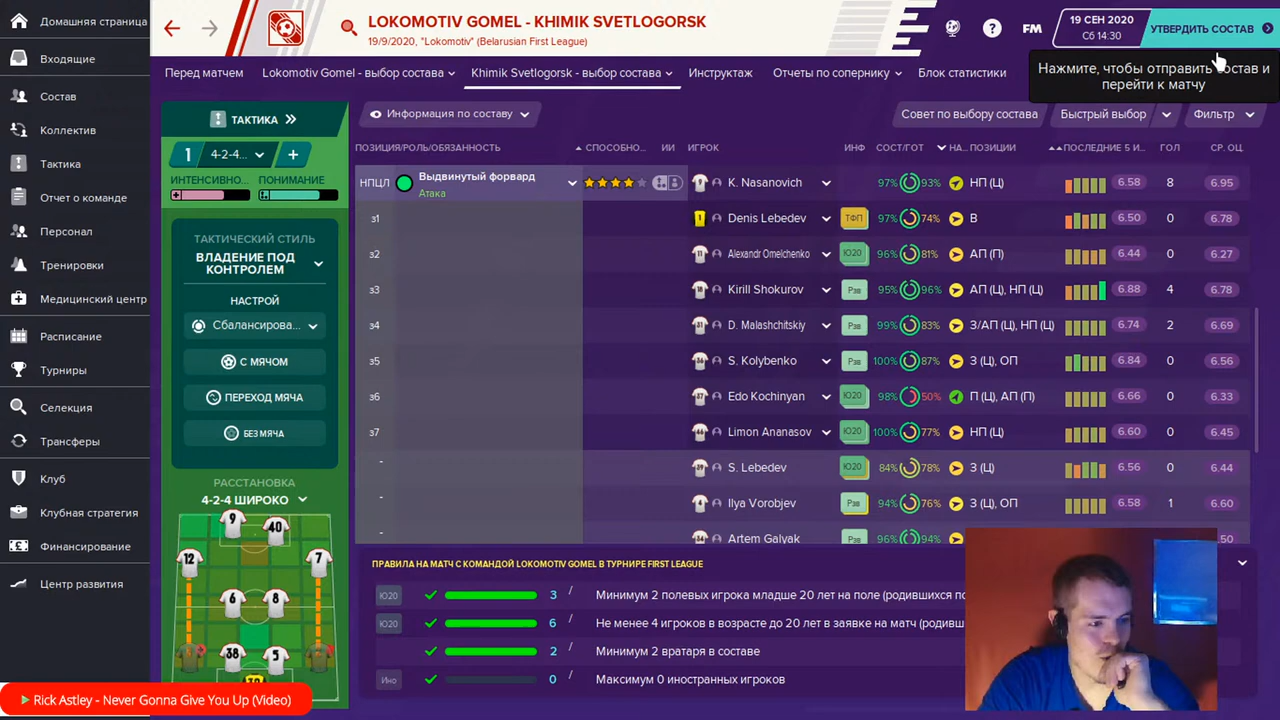 Домашняя страница
Входящие
Состав
Коллектив
Тактика
Отчет о команде
Персонал
Тренировки
Медицинский центр
Расписание
Турниры
Селекция
Трансферы
Клуб
Клубная стратегия
Финансирование
Центр развития
LOKOMOTIV GOMEL - KHIMIK SVETLOGORSK
19/9/2020, "Lokomotiv" (Belarusian First League)
?
FM
19 СЕН 2020
Сб 14:30
УТВЕРДИТЬ СОСТАВ
Нажмите, чтобы отправить состав и
перейти к матчу
Перед матчем
Lokomotiv Gomel - выбор состава
Khimik Svetlogorsk - выбор состава
Инструктаж
Отчеты по сопернику
Блок статистики
ТАКТИКА
1
4-2-4...
+
ИНТЕНСИВНО...
ПОНИМАНИЕ
ТАКТИЧЕСКИЙ СТИЛЬ
ВЛАДЕНИЕ ПОД
КОНТРОЛЕМ
НАСТРОЙ
Сбалансирова...
С МЯЧОМ
ПЕРЕХОД МЯЧА
БЕЗ МЯЧА
РАССТАНОВКА
4-2-4 ШИРОКО
9 40
12 7
6 8
38 5
Информация по составу
Совет по выбору состава
Быстрый выбор
Фильтр
ПОЗИЦИЯ/РОЛЬ/ОБЯЗАННОСТЬ СПОСОБНО... ИИ ИГРОК ИНФ СОСТ/ГОТ НА... ПОЗИЦИИ ПОСЛЕДНИЕ 5 И... ГОЛ СР. ОЦ.
НПЦЛ Выдвинутый форвард K. Nasanovich 97% 93% НП (Ц) 6.58 8 6.95
Атака
з1 Denis Lebedev ТФП 97% 74% В 6.50 0 6.78
з2 Alexandr Omelchenko Ю20 96% 81% АП (П) 6.44 0 6.27
з3 Kirill Shokurov Рзв 95% 96% АП (Ц), НП (Ц) 6.88 4 6.78
з4 D. Malashchitskiy Рзв 99% 83% З/АП (Ц), НП (Ц) 6.74 2 6.69
з5 S. Kolybenko Рзв 100% 87% З (Ц), ОП 6.84 0 6.56
з6 Edo Kochinyan Ю20 98% 50% П (Ц), АП (П) 6.66 0 6.33
з7 Limon Ananasov Ю20 100% 77% НП (Ц) 6.60 0 6.45
- S. Lebedev Ю20 84% 78% З (Ц) 6.56 0 6.44
- Ilya Vorobjev Рзв 94% 76% З (Ц), ОП 6.58 1 6.60
- Artem Galyak Рзв 96% 94%
ПРАВИЛА НА МАТЧ С КОМАНДОЙ LOKOMOTIV GOMEL В ТУРНИРЕ FIRST LEAGUE
Ю20 3 / Минимум 2 полевых игрока младше 20 лет на поле (родившихся по
Ю20 6 / Не менее 4 игроков в возрасте до 20 лет в заявке на матч (родивш
2 / Минимум 2 вратаря в составе
Ино 0 / Максимум 0 иностранных игроков
Rick Astley - Never Gonna Give You Up (Video)